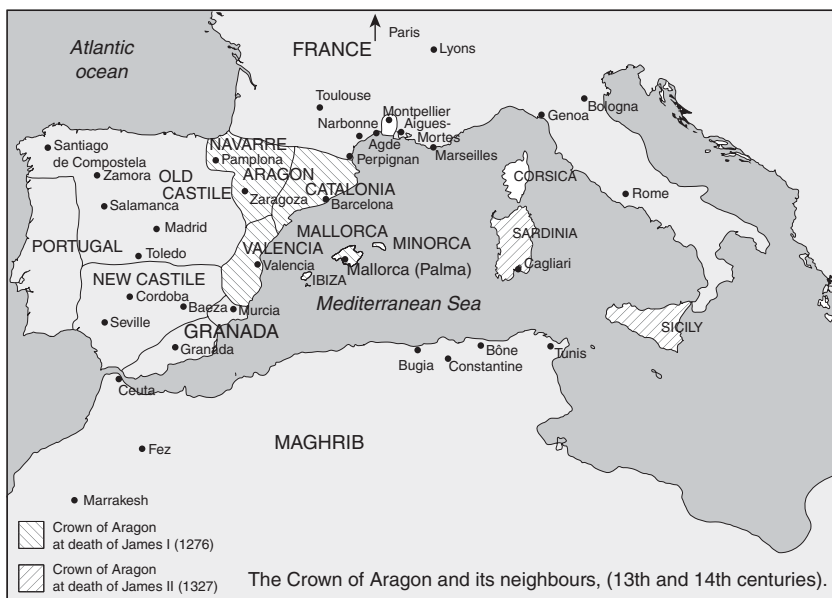 Atlantic
ocean
FRANCE
Paris
Lyons
Toulouse
Montpellier
Narbonne
Aigues-
Mortes
Agde
Perpignan
Marseilles
Genoa
Bologna
Santiago
de Compostela
NAVARRE
Pamplona
ARAGON
Zaragoza
CATALONIA
Barcelona
Zamora
OLD
CASTILE
Salamanca
Madrid
PORTUGAL
Toledo
CORSICA
Rome
SARDINIA
Cagliari
MALLORCA
MINORCA
Mallorca (Palma)
IBIZA
VALENCIA
Valencia
NEW CASTILE
Cordoba
Baeza
Murcia
Seville
GRANADA
Granada
Mediterranean Sea
SICILY
Ceuta
Bugia
Bône
Constantine
Tunis
Fez
MAGHRIB
Marrakesh
Crown of Aragon
at death of James I (1276)
Crown of Aragon
at death of James II (1327)
The Crown of Aragon and its neighbours, (13th and 14th centuries).